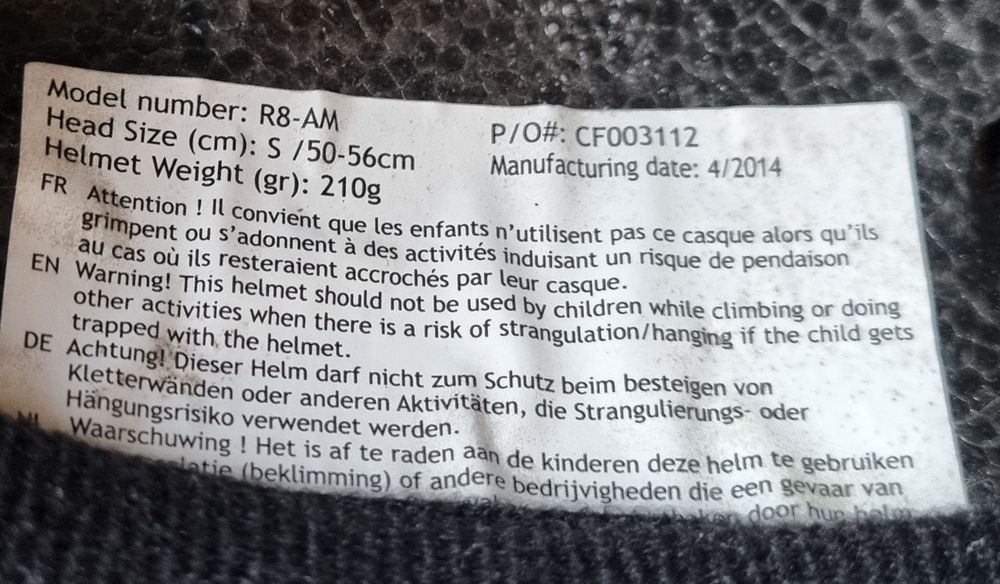 Model number: R8-AM
Head Size (cm): S /50-56cm
Helmet Weight (gr): 210g
P/O#: CF003112
Manufacturing date: 4/2014
FR Attention ! Il convient que les enfants n’utilisent pas ce casque alors qu’ils
grimpent ou s’adonnent à des activités induisant un risque de pendaison
au cas où ils resteraient accrochés par leur casque.
EN Warning! This helmet should not be used by children while climbing or doing
other activities when there is a risk of strangulation/hanging if the child gets
trapped with the helmet.
DE Achtung! Dieser Helm darf nicht zum Schutz beim besteigen von
Kletterwänden oder anderen Aktivitäten, die Strangulierungs- oder
Hängungsrisiko verwendet werden.
NL Waarschuwing ! Het is af te raden aan de kinderen deze helm te gebruiken
(beklimming) of andere bedrijvigheden die een gevaar van
door hun helm